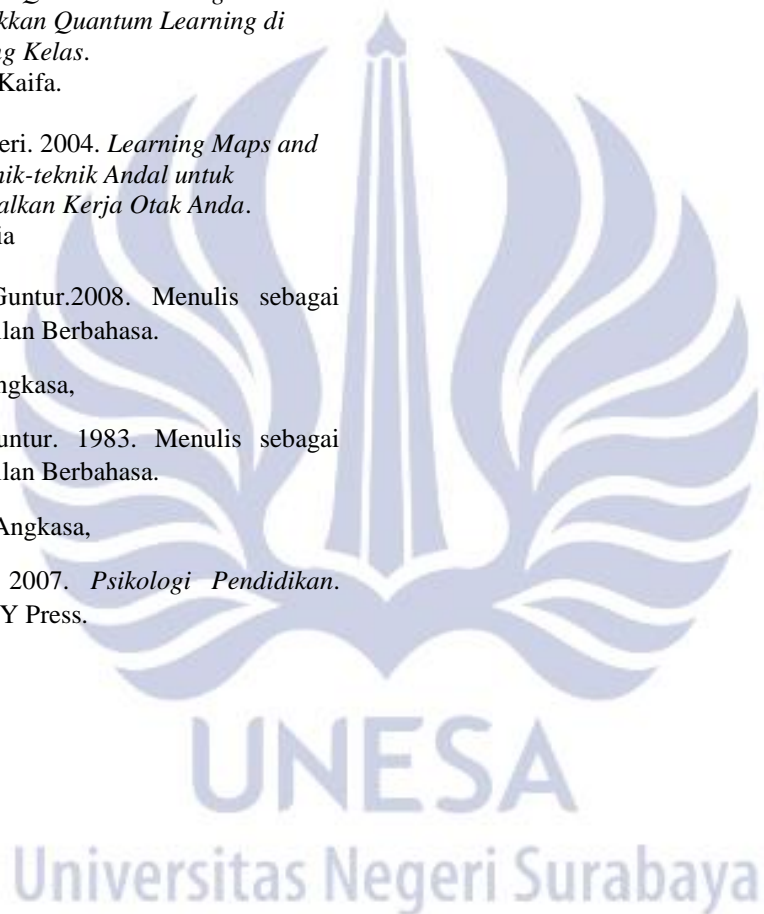 kkan Quantum Learning di
ng Kelas.
Kaifa.
eri. 2004. Learning Maps and
nik-teknik Andal untuk
alkan Kerja Otak Anda.
ia
Guntur.2008. Menulis sebagai
lan Berbahasa.
ngkasa,
untur. 1983. Menulis sebagai
lan Berbahasa.
Angkasa,
2007. Psikologi Pendidikan.
Y Press.
UNESA
Universitas Negeri Surabaya